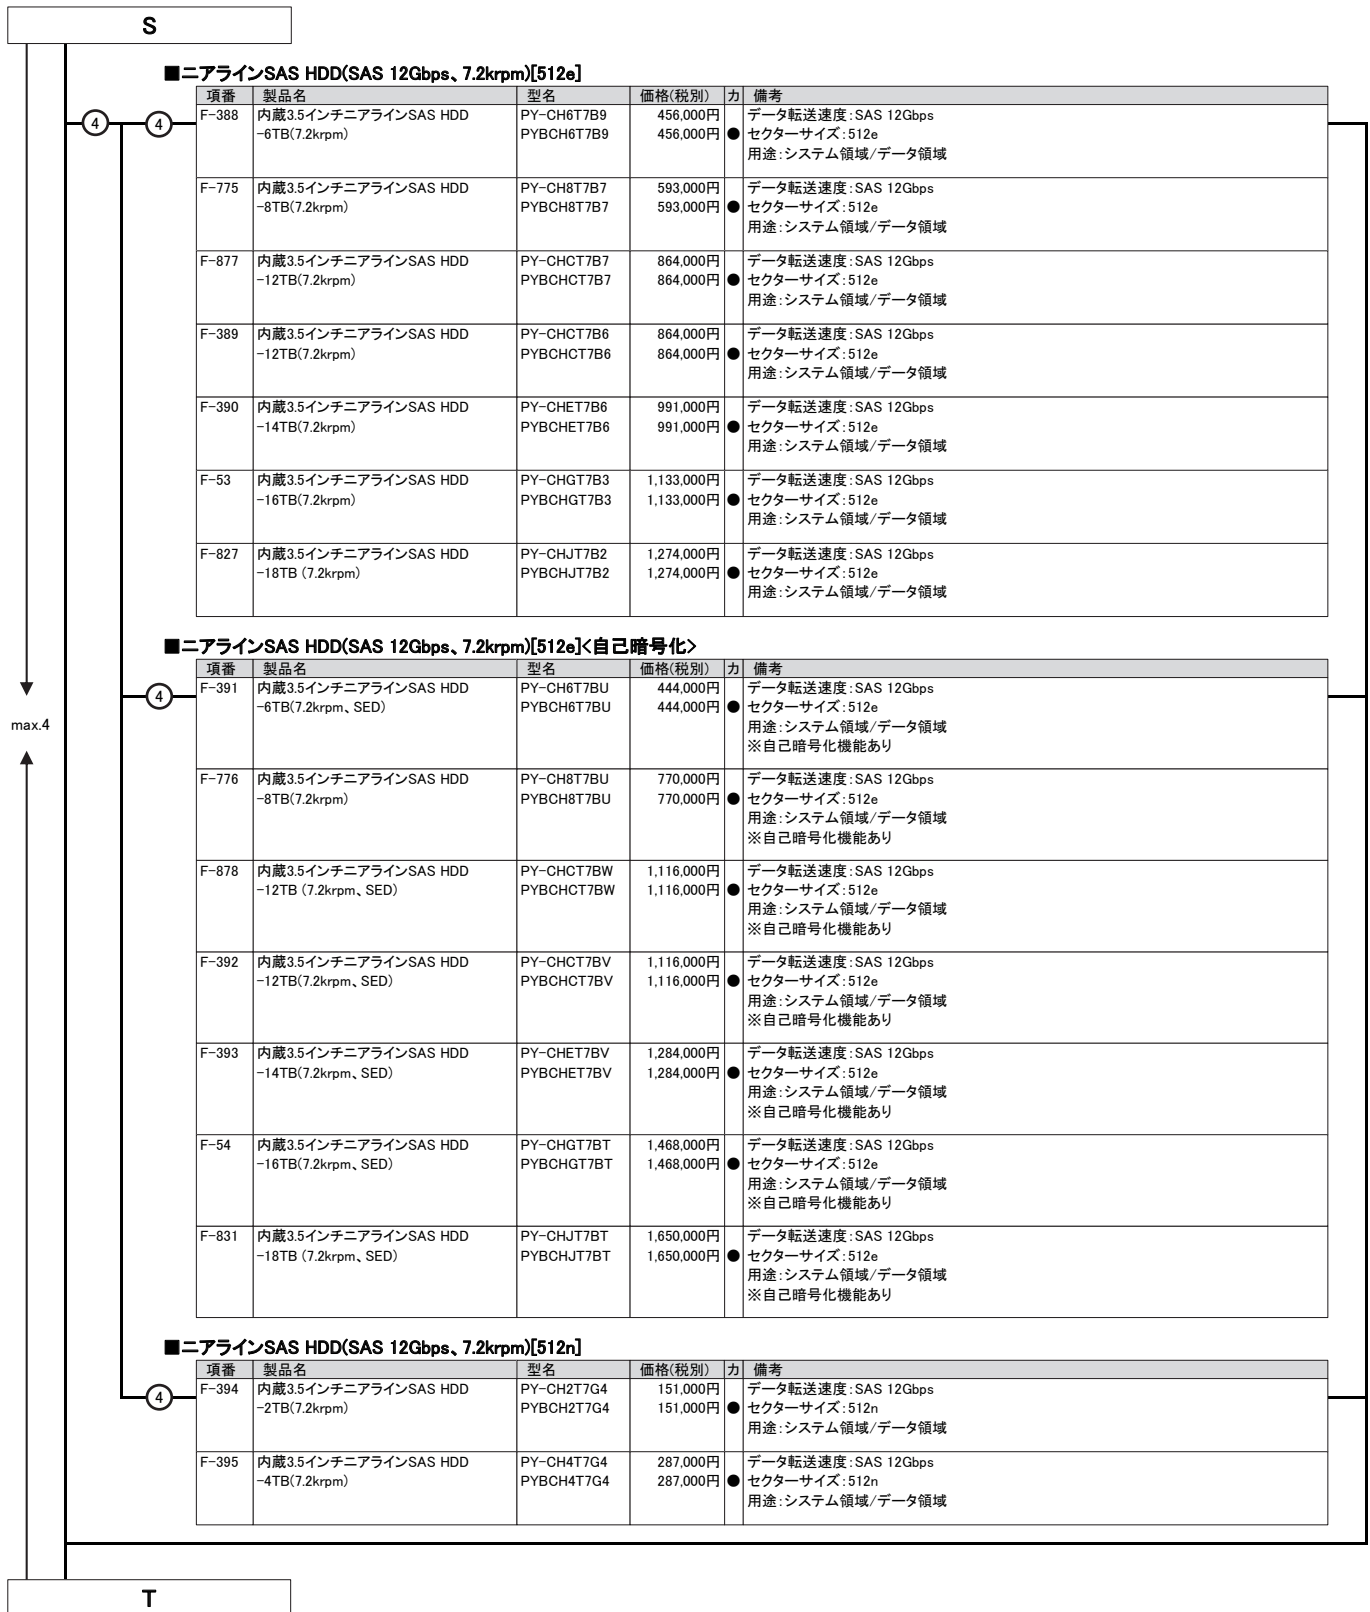 S
■ニアラインSAS HDD(SAS 12Gbps、7.2krpm)[512e]
項番 製品名 型名 価格(税別) カ 備考
F-388 内蔵3.5インチニアラインSAS HDD PY-CH6T7B9 456,000円 データ転送速度:SAS 12Gbps
4 4
-6TB(7.2krpm) PYBCH6T7B9 456,000円 ● セクターサイズ:512e
用途:システム領域/データ領域
F-775 内蔵3.5インチニアラインSAS HDD PY-CH8T7B7 593,000円 データ転送速度:SAS 12Gbps
-8TB(7.2krpm) PYBCH8T7B7 593,000円 ● セクターサイズ:512e
用途:システム領域/データ領域
F-877 内蔵3.5インチニアラインSAS HDD PY-CHCT7B7 864,000円 データ転送速度:SAS 12Gbps
-12TB(7.2krpm) PYBCHCT7B7 864,000円 ● セクターサイズ:512e
用途:システム領域/データ領域
F-389 内蔵3.5インチニアラインSAS HDD PY-CHCT7B6 864,000円 データ転送速度:SAS 12Gbps
-12TB(7.2krpm) PYBCHCT7B6 864,000円 ● セクターサイズ:512e
用途:システム領域/データ領域
F-390 内蔵3.5インチニアラインSAS HDD PY-CHET7B6 991,000円 データ転送速度:SAS 12Gbps
-14TB(7.2krpm) PYBCHET7B6 991,000円 ● セクターサイズ:512e
用途:システム領域/データ領域
F-53 内蔵3.5インチニアラインSAS HDD PY-CHGT7B3 1,133,000円 データ転送速度:SAS 12Gbps
-16TB(7.2krpm) PYBCHGT7B3 1,133,000円 ● セクターサイズ:512e
用途:システム領域/データ領域
F-827 内蔵3.5インチニアラインSAS HDD PY-CHJT7B2 1,274,000円 データ転送速度:SAS 12Gbps
-18TB (7.2krpm) PYBCHJT7B2 1,274,000円 ● セクターサイズ:512e
用途:システム領域/データ領域
■ニアラインSAS HDD(SAS 12Gbps、7.2krpm)[512e]<自己暗号化>
項番 製品名 型名 価格(税別) カ 備考
F-391 内蔵3.5インチニアラインSAS HDD PY-CH6T7BU 444,000円 データ転送速度:SAS 12Gbps
4
-6TB(7.2krpm、SED) PYBCH6T7BU 444,000円 ● セクターサイズ:512e
max.4
用途:システム領域/データ領域
※自己暗号化機能あり
F-776 内蔵3.5インチニアラインSAS HDD PY-CH8T7BU 770,000円 データ転送速度:SAS 12Gbps
-8TB(7.2krpm) PYBCH8T7BU 770,000円 ● セクターサイズ:512e
用途:システム領域/データ領域
※自己暗号化機能あり
F-878 内蔵3.5インチニアラインSAS HDD PY-CHCT7BW 1,116,000円 データ転送速度:SAS 12Gbps
-12TB (7.2krpm、SED) PYBCHCT7BW 1,116,000円 ● セクターサイズ:512e
用途:システム領域/データ領域
※自己暗号化機能あり
F-392 内蔵3.5インチニアラインSAS HDD PY-CHCT7BV 1,116,000円 データ転送速度:SAS 12Gbps
-12TB(7.2krpm、SED) PYBCHCT7BV 1,116,000円 ● セクターサイズ:512e
用途:システム領域/データ領域
※自己暗号化機能あり
F-393 内蔵3.5インチニアラインSAS HDD PY-CHET7BV 1,284,000円 データ転送速度:SAS 12Gbps
-14TB(7.2krpm、SED) PYBCHET7BV 1,284,000円 ● セクターサイズ:512e
用途:システム領域/データ領域
※自己暗号化機能あり
F-54 内蔵3.5インチニアラインSAS HDD PY-CHGT7BT 1,468,000円 データ転送速度:SAS 12Gbps
-16TB(7.2krpm、SED) PYBCHGT7BT 1,468,000円 ● セクターサイズ:512e
用途:システム領域/データ領域
※自己暗号化機能あり
F-831 内蔵3.5インチニアラインSAS HDD PY-CHJT7BT 1,650,000円 データ転送速度:SAS 12Gbps
-18TB (7.2krpm、SED) PYBCHJT7BT 1,650,000円 ● セクターサイズ:512e
用途:システム領域/データ領域
※自己暗号化機能あり
■ニアラインSAS HDD(SAS 12Gbps、7.2krpm)[512n]
項番 製品名 型名 価格(税別) カ 備考
F-394 内蔵3.5インチニアラインSAS HDD PY-CH2T7G4 151,000円 データ転送速度:SAS 12Gbps
4
-2TB(7.2krpm) PYBCH2T7G4 151,000円 ● セクターサイズ:512n
用途:システム領域/データ領域
F-395 内蔵3.5インチニアラインSAS HDD PY-CH4T7G4 287,000円 データ転送速度:SAS 12Gbps
-4TB(7.2krpm) PYBCH4T7G4 287,000円 ● セクターサイズ:512n
用途:システム領域/データ領域
T